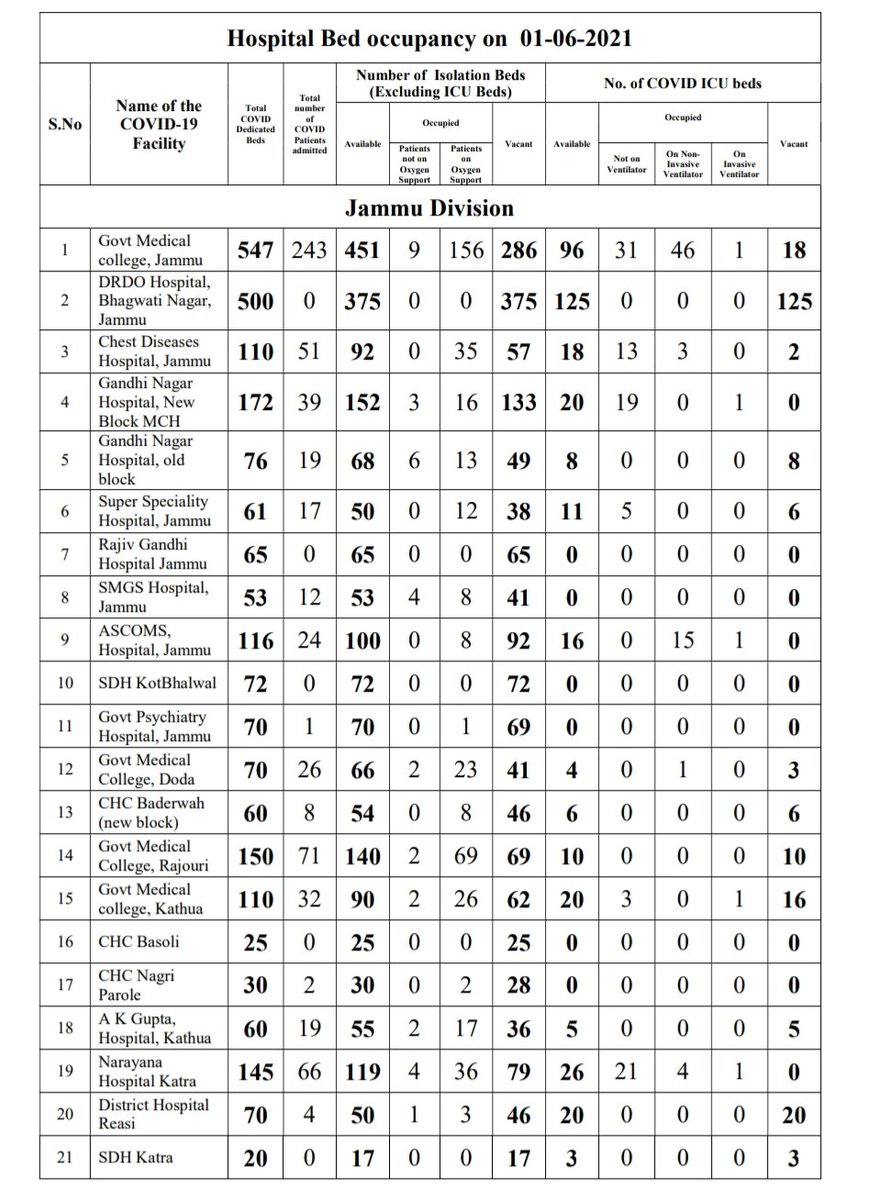 Hospital Bed occupancy on 01-06-2021
S.No
Name of the
COVID-19
Facility
Total
COVID
Dedicated
Beds
Total
number
of
COVID
Patients
admitted
Number of Isolation Beds
(Excluding ICU Beds)
No. of COVID ICU beds
Available
Occupied
Patients
not on
Oxygen
Support
Patients
on
Oxygen
Support
Vacant
Available
Occupied
Not on
Ventilator
On Non-
Invasive
Ventilator
On
Invasive
Ventilator
Vacant
Jammu Division
1 Govt Medical
college, Jammu 547 243 451 9 156 286 96 31 46 1 18
2 DRDO Hospital,
Bhagwati Nagar,
Jammu 500 0 375 0 0 375 125 0 0 0 125
3 Chest Diseases
Hospital, Jammu 110 51 92 0 35 57 18 13 3 0 2
4 Gandhi Nagar
Hospital, New
Block MCH 172 39 152 3 16 133 20 19 0 1 0
5 Gandhi Nagar
Hospital, old
block 76 19 68 6 13 49 8 0 0 0 8
6 Super Speciality
Hospital, Jammu 61 17 50 0 12 38 11 5 0 0 6
7 Rajiv Gandhi
Hospital Jammu 65 0 65 0 0 65 0 0 0 0 0
8 SMGS Hospital,
Jammu 53 12 53 4 8 41 0 0 0 0 0
9 ASCOMS,
Hospital, Jammu 116 24 100 0 8 92 16 0 15 1 0
10 SDH KotBhalwal 72 0 72 0 0 72 0 0 0 0 0
11 Govt Psychiatry
Hospital, Jammu 70 1 70 0 1 69 0 0 0 0 0
12 Govt Medical
College, Doda 70 26 66 2 23 41 4 0 1 0 3
13 CHC Baderwah
(new block) 60 8 54 0 8 46 6 0 0 0 6
14 Govt Medical
College, Rajouri 150 71 140 2 69 69 10 0 0 0 10
15 Govt Medical
college, Kathua 110 32 90 2 26 62 20 3 0 1 16
16 CHC Basoli 25 0 25 0 0 25 0 0 0 0 0
17 CHC Nagri
Parole 30 2 30 0 2 28 0 0 0 0 0
18 A K Gupta,
Hospital, Kathua 60 19 55 2 17 36 5 0 0 0 5
19 Narayana
Hospital Katra 145 66 119 4 36 79 26 21 4 1 0
20 District Hospital
Reasi 70 4 50 1 3 46 20 0 0 0 20
21 SDH Katra 20 0 17 0 0 17 3 0 0 0 3